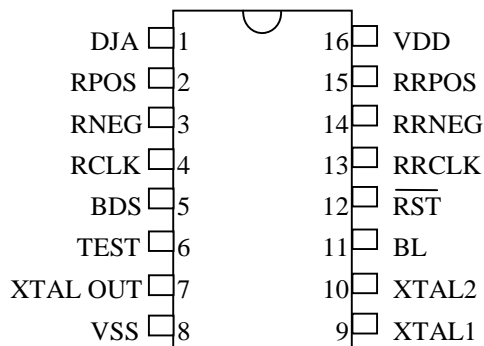 DJA 1 16 VDD
RPOS 2 15 RRPOS
RNEG 3 14 RRNEG
RCLK 4 13 RRCLK
BDS 5 12 R̅S̅T̅
TEST 6 11 BL
XTAL OUT 7 10 XTAL2
VSS 8 9 XTAL1